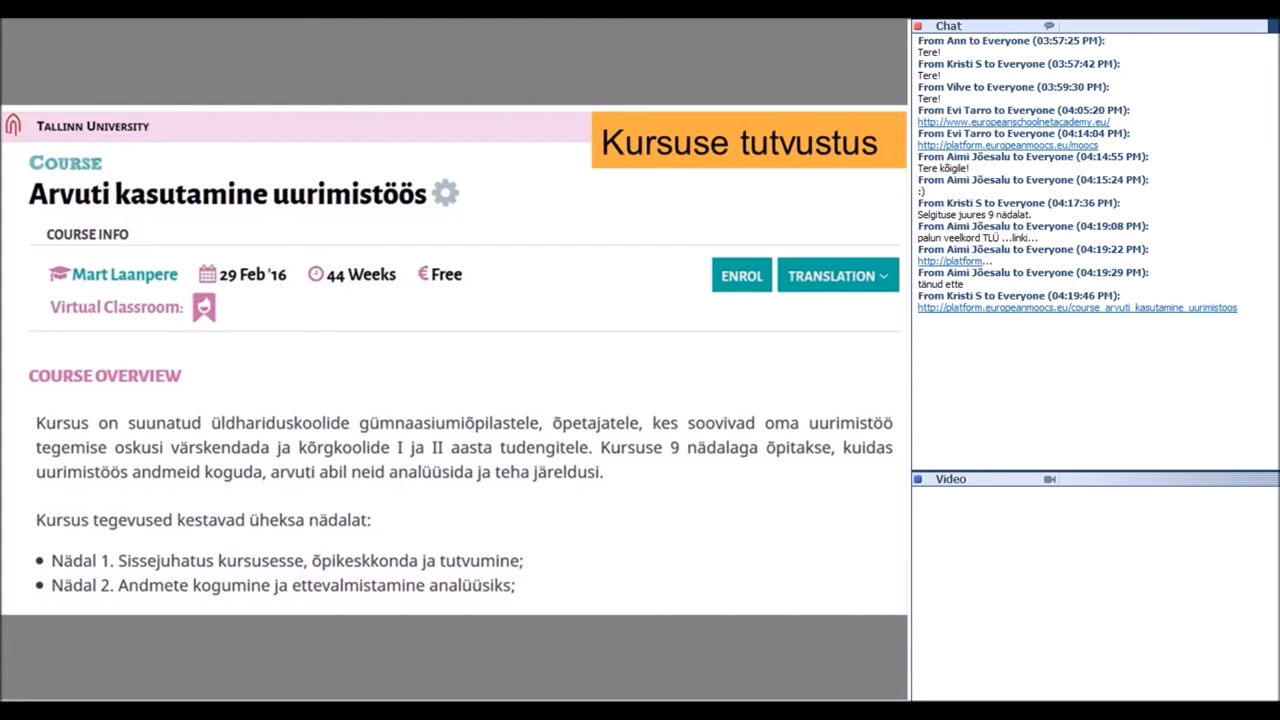 TALLINN UNIVERSITY
Kursuse tutvustus
COURSE
Arvuti kasutamine uurimistöös
COURSE INFO
Mart Laanpere 29 Feb '16 44 Weeks €Free
ENROL TRANSLATION
Virtual Classroom:
COURSE OVERVIEW
Kursus on suunatud üldhariduskoolide gümnaasiumiõpilastele, õpetajatele, kes soovivad oma uurimistöö
tegemise oskusi värskendada ja kõrgkoolide I ja II aasta tudengitele. Kursuse 9 nädalaga õpitakse, kuidas
uurimistöös andmeid koguda, arvuti abil neid analüüsida ja teha järeldusi.
Kursus tegevused kestavad üheksa nädalat:
• Nädal 1. Sissejuhatus kursusesse, õpikeskkonda ja tutvumine;
• Nädal 2. Andmete kogumine ja ettevalmistamine analüüsiks;
Chat
From Ann to Everyone (03:57:25 PM):
Tere!
From Kristi S to Everyone (03:57:42 PM):
Tere!
From Vilve to Everyone (03:59:30 PM):
Tere!
From Evi Tarro to Everyone (04:05:20 PM):
http://www.europeanschoolnetacademy.eu/
From Evi Tarro to Everyone (04:14:04 PM):
http://platform.europeanmoocs.eu/moocs
From Aimi Jõesalu to Everyone (04:14:55 PM):
Tere kõigile!
From Aimi Jõesalu to Everyone (04:15:24 PM):
:)
From Kristi S to Everyone (04:17:36 PM):
Selgituse juures 9 nädalat.
From Aimi Jõesalu to Everyone (04:19:08 PM):
palun veelkord TLÜ ...linki...
From Aimi Jõesalu to Everyone (04:19:22 PM):
http://platform...
From Aimi Jõesalu to Everyone (04:19:29 PM):
tänud ette
From Kristi S to Everyone (04:19:46 PM):
http://platform.europeanmoocs.eu/course_arvuti_kasutamine_uurimistoos
Video